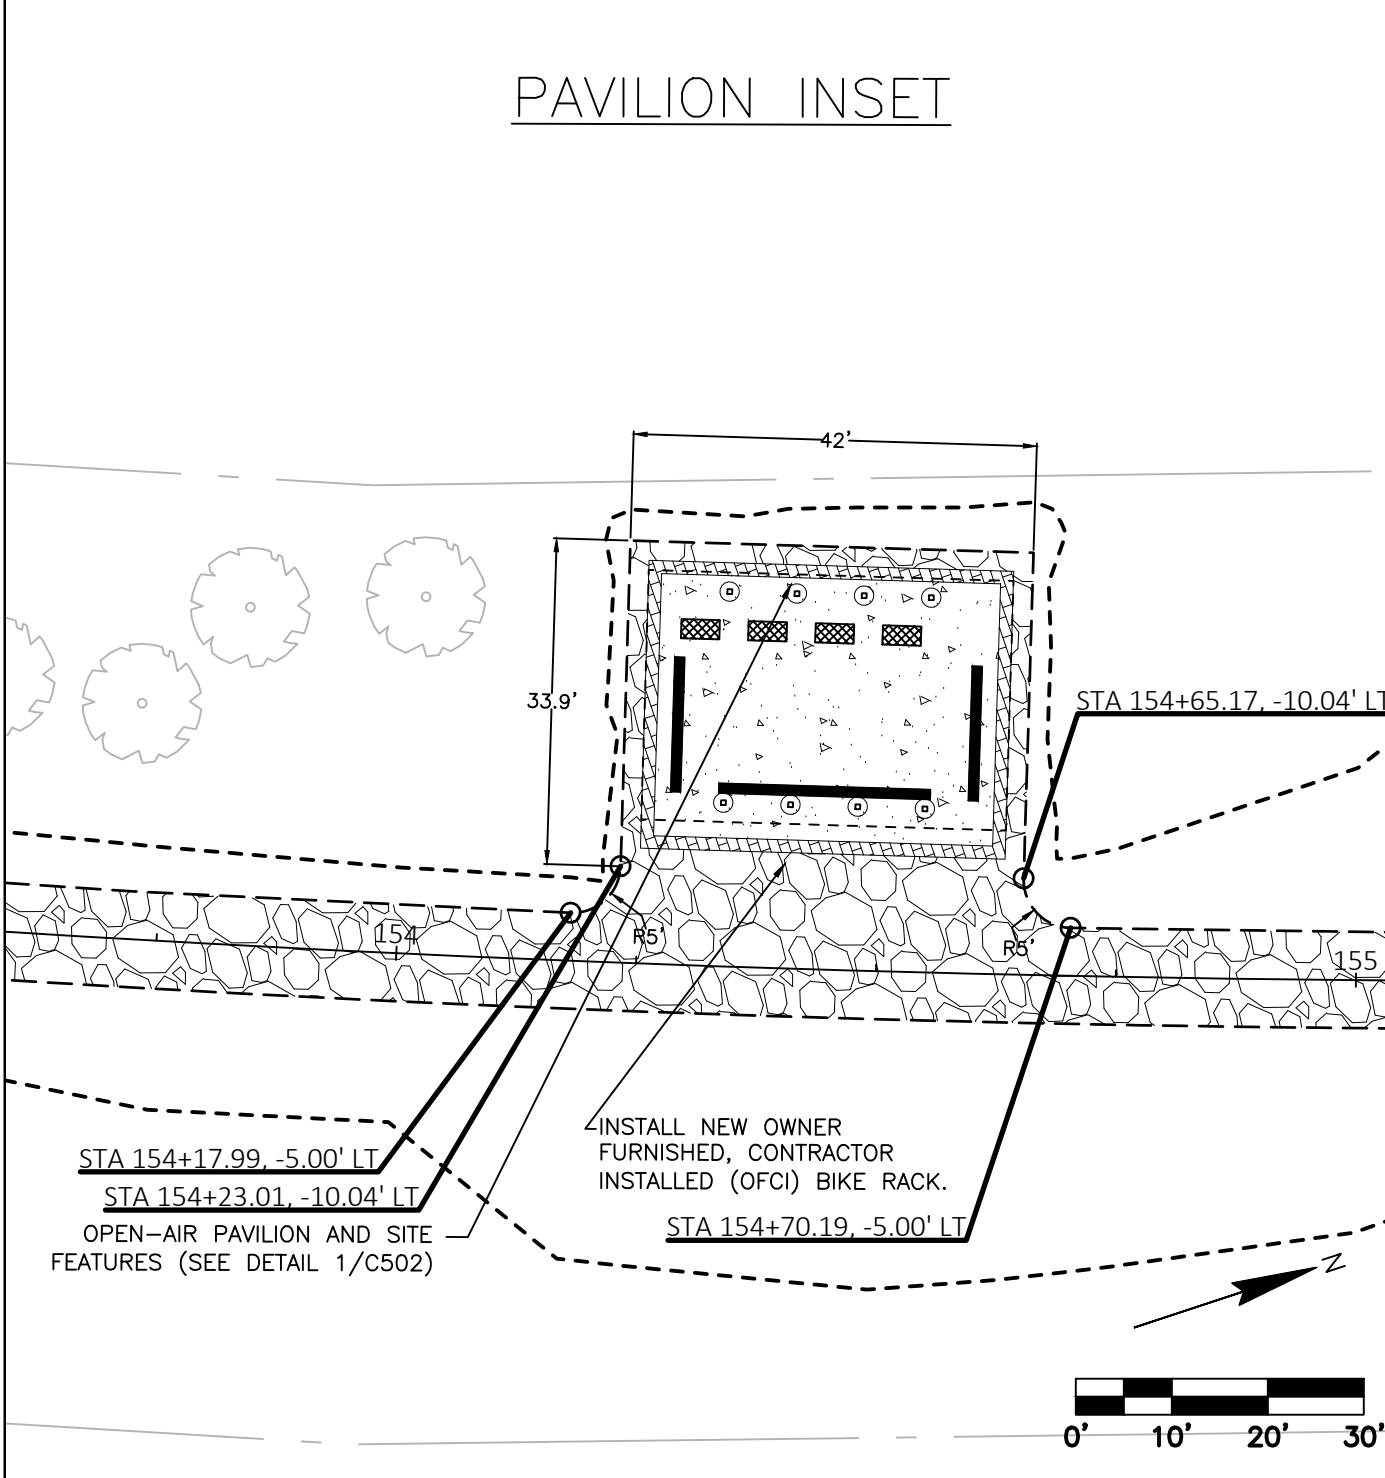 PAVILION INSET
42'
33.9'
STA 154+65.17, -10.04' LT
154
R5'
R5'
155
INSTALL NEW OWNER
FURNISHED, CONTRACTOR
INSTALLED (OFCI) BIKE RACK.
STA 154+17.99, -5.00' LT
STA 154+23.01, -10.04' LT
OPEN-AIR PAVILION AND SITE
FEATURES (SEE DETAIL 1/C502)
STA 154+70.19, -5.00' LT
N
0' 10' 20' 30'